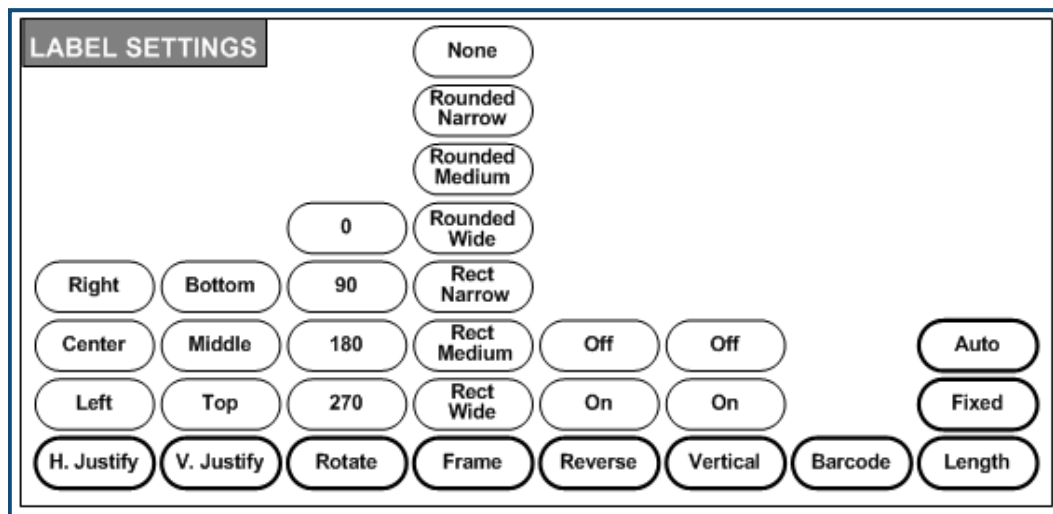 LABEL SETTINGS
None
Rounded
Narrow
Rounded
Medium
0
Rounded
Wide
Right
Bottom
90
Rect
Narrow
Center
Middle
180
Rect
Medium
Off
Off
Auto
Left
Top
270
Rect
Wide
On
On
Fixed
H. Justify
V. Justify
Rotate
Frame
Reverse
Vertical
Barcode
Length